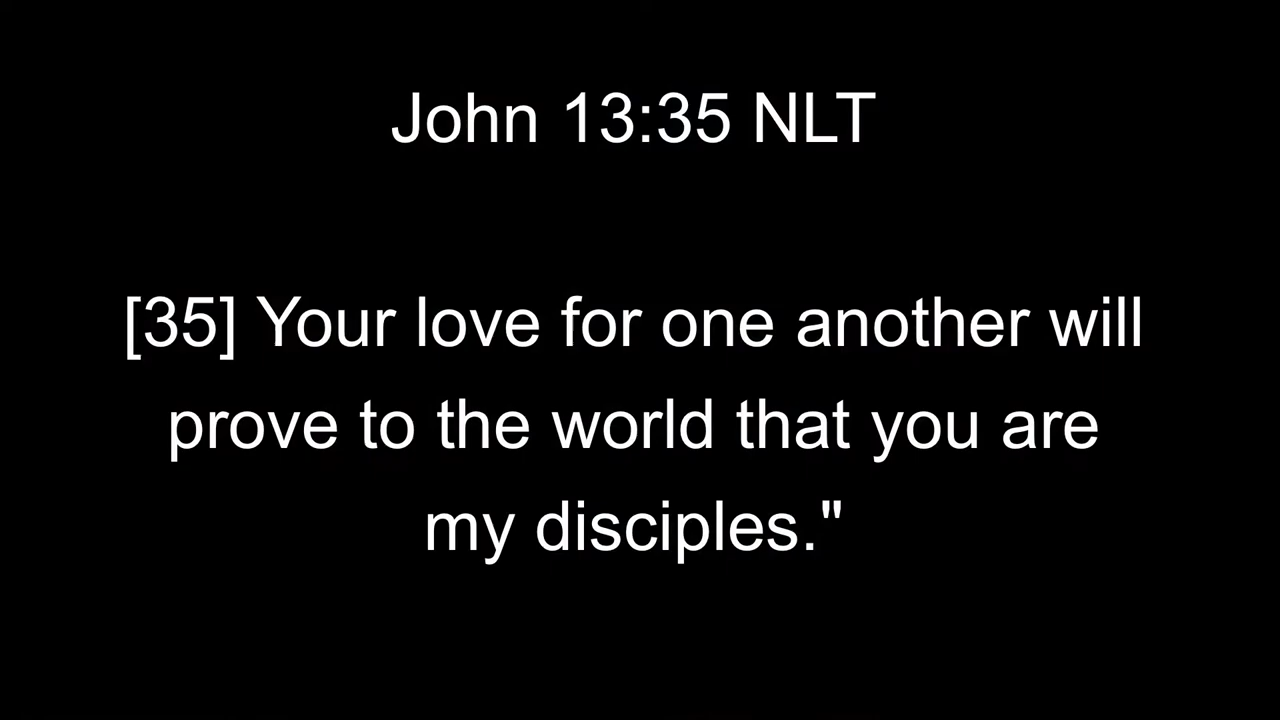 John 13:35 NLT
[35] Your love for one another will
prove to the world that you are
my disciples."